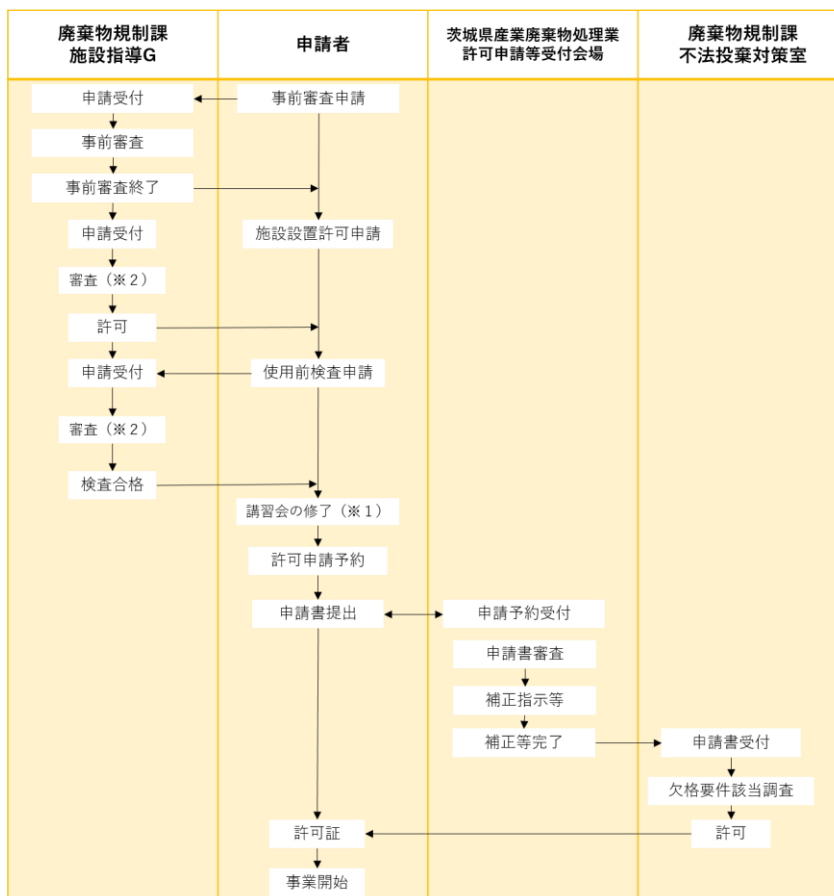 廃棄物規制課
施設指導G
申請者
茨城県産業廃棄物処理業
許可申請等受付会場
廃棄物規制課
不法投棄対策室
申請受付
事前審査申請
事前審査
事前審査終了
申請受付
施設設置許可申請
審査（※２）
許可
申請受付
使用前検査申請
審査（※２）
検査合格
講習会の修了（※１）
許可申請予約
申請書提出
申請予約受付
申請書審査
補正指示等
補正等完了
申請書受付
欠格要件該当調査
許可証
許可
事業開始